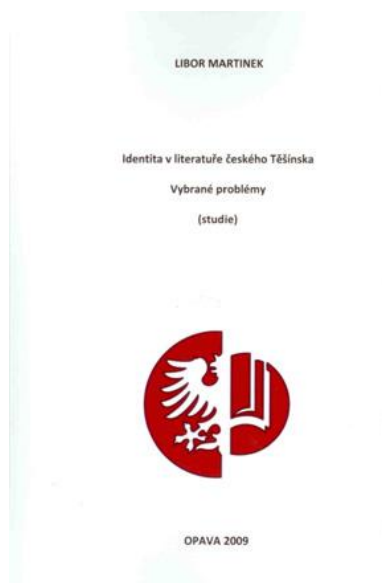 LIBOR MARTINEK
Identita v literatuře českého Těšínska
Vybrané problémy
(studie)
OPAVA 2009